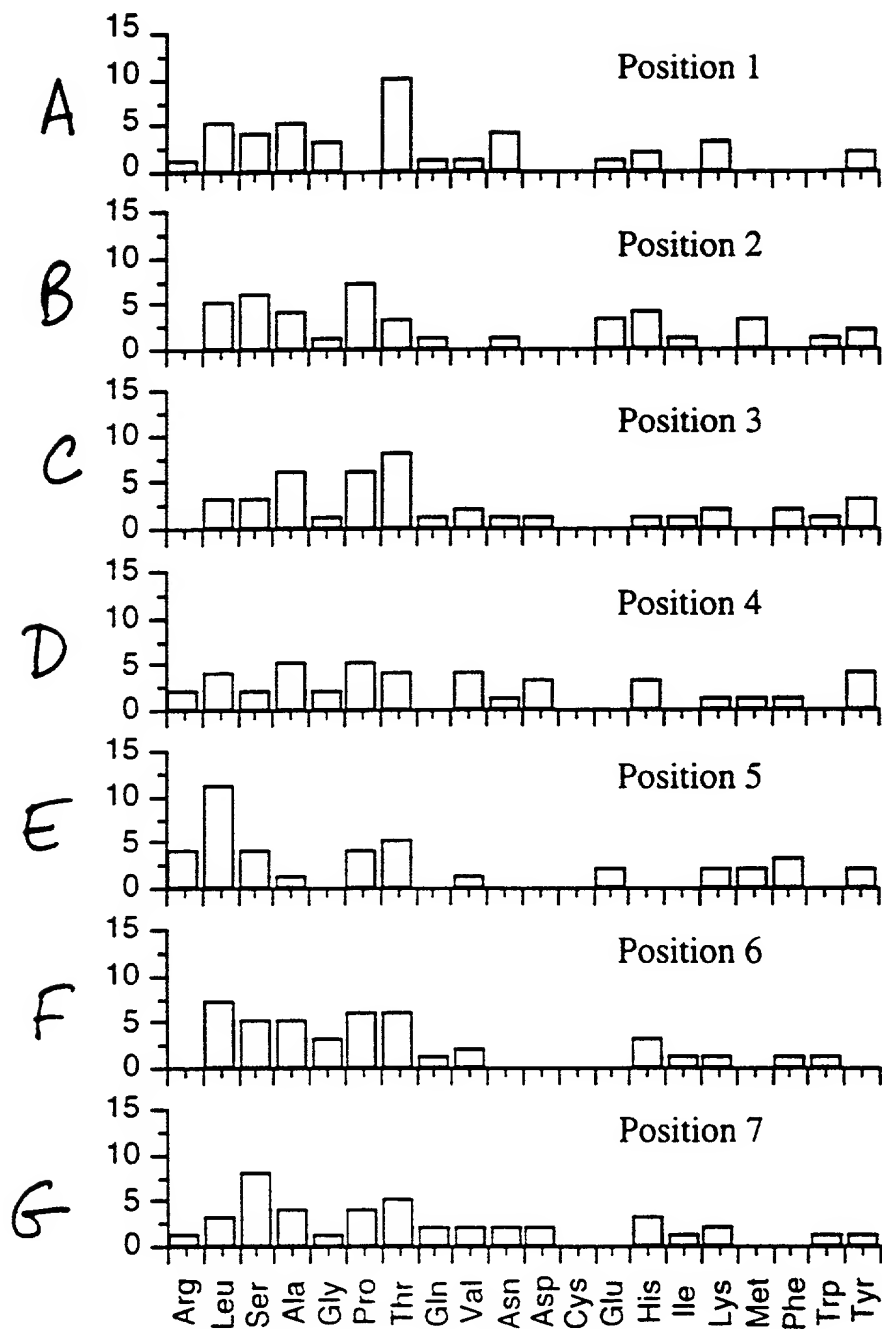 A
15
10
5
0
Position 1
B
15
10
5
0
Position 2
C
15
10
5
0
Position 3
D
15
10
5
0
Position 4
E
15
10
5
0
Position 5
F
15
10
5
0
Position 6
G
15
10
5
0
Position 7
Arg Leu Ser Ala Gly Pro Thr Gln Val Asn Asp Cys Glu His Ile Lys Met Phe Trp Tyr